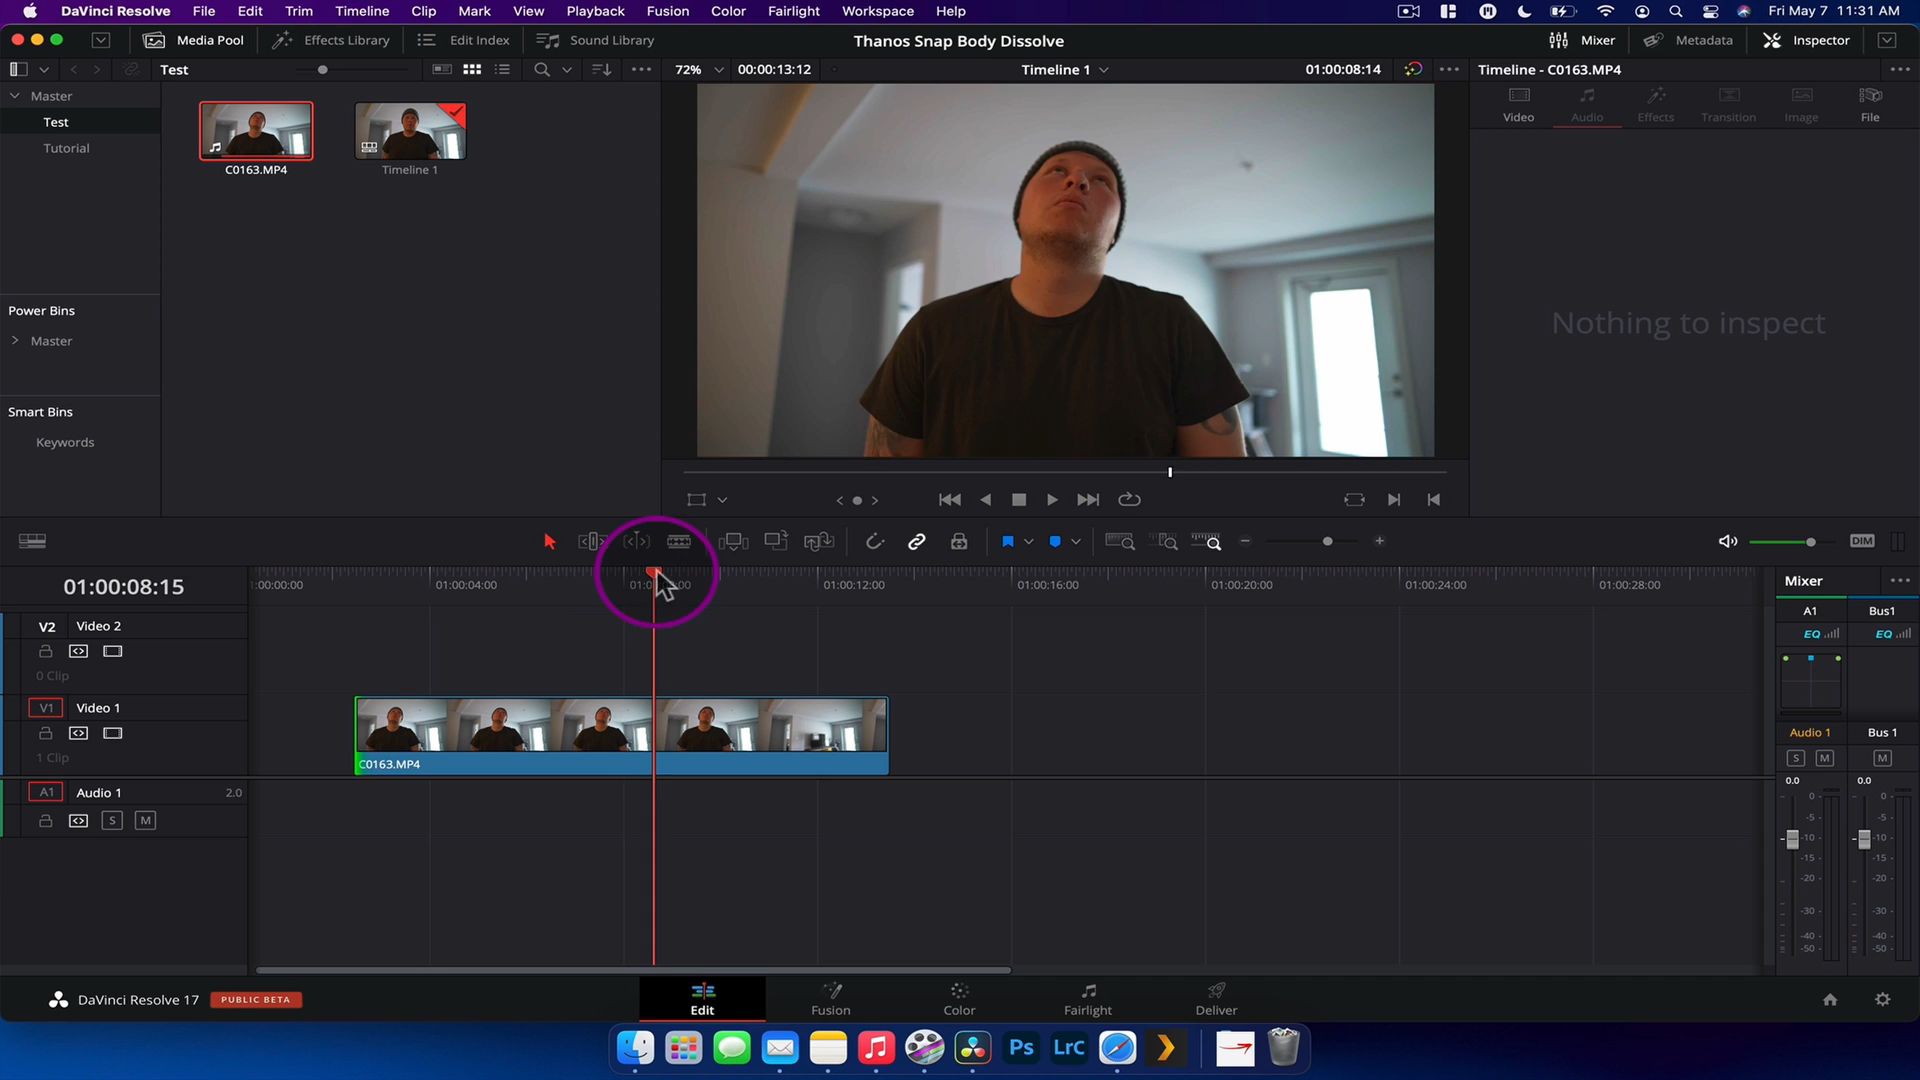 DaVinci Resolve File Edit Trim Timeline Clip Mark View Playback Fusion Color Fairlight Workspace Help Fri May 7 11:31 AM
Media Pool Effects Library Edit Index Sound Library Thanos Snap Body Dissolve Mixer Metadata Inspector
Test 72% 00:00:13:12 Timeline 1 01:00:08:14 Timeline - C0163.MP4
Master
Test
Tutorial
C0163.MP4 Timeline 1
Video Audio Effects Transition Image File
Nothing to inspect
Power Bins
Master
Smart Bins
Keywords
DIM
01:00:08:15
:00:00:00 01:00:04:00 01:00:12:00 01:00:16:00 01:00:20:00 01:00:24:00 01:00:28:00
V2 Video 2
0 Clip
V1 Video 1
1 Clip
C0163.MP4
A1 Audio 1 2.0
S M
Mixer
A1 Bus1
EQ EQ
Audio 1 Bus 1
S M M
0.0 0.0
0 0
-5 -5
-10 -10
-15 -15
-20 -20
-30 -30
-40 -40
-50 -50
DaVinci Resolve 17 PUBLIC BETA
Edit Fusion Color Fairlight Deliver
Ps LrC